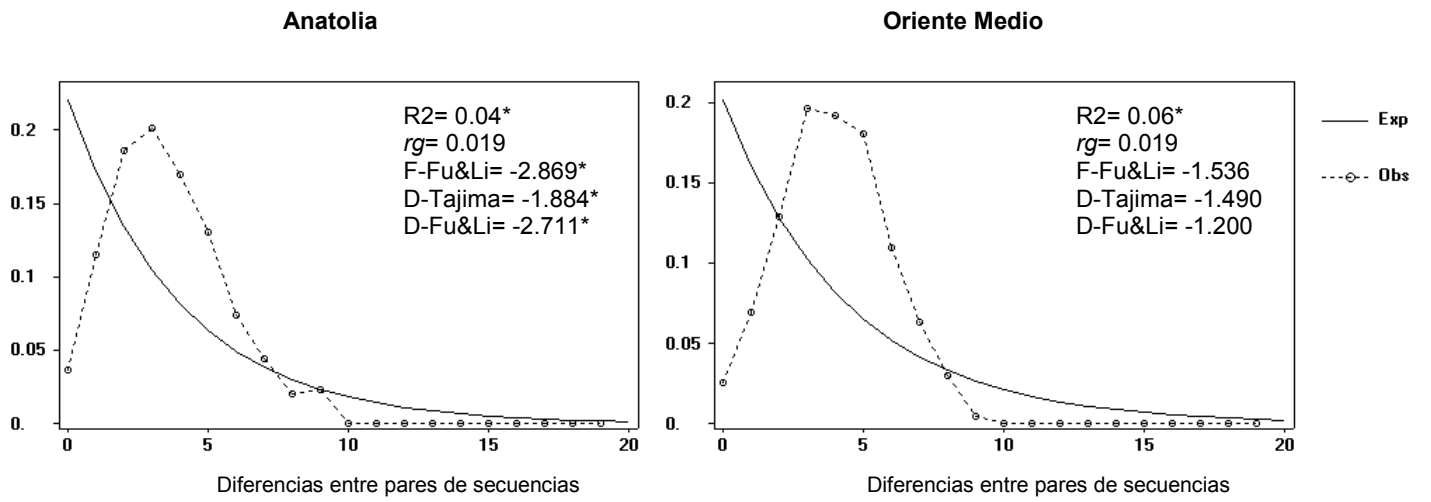 Anatolia
0.2
0.15
0.1
0.05
0.
0
5
10
15
20
R2= 0.04*
rg= 0.019
F-Fu&Li= -2.869*
D-Tajima= -1.884*
D-Fu&Li= -2.711*
Diferencias entre pares de secuencias
Oriente Medio
0.2
0.15
0.1
0.05
0.
0
5
10
15
20
R2= 0.06*
rg= 0.019
F-Fu&Li= -1.536
D-Tajima= -1.490
D-Fu&Li= -1.200
Diferencias entre pares de secuencias
Exp
Obs